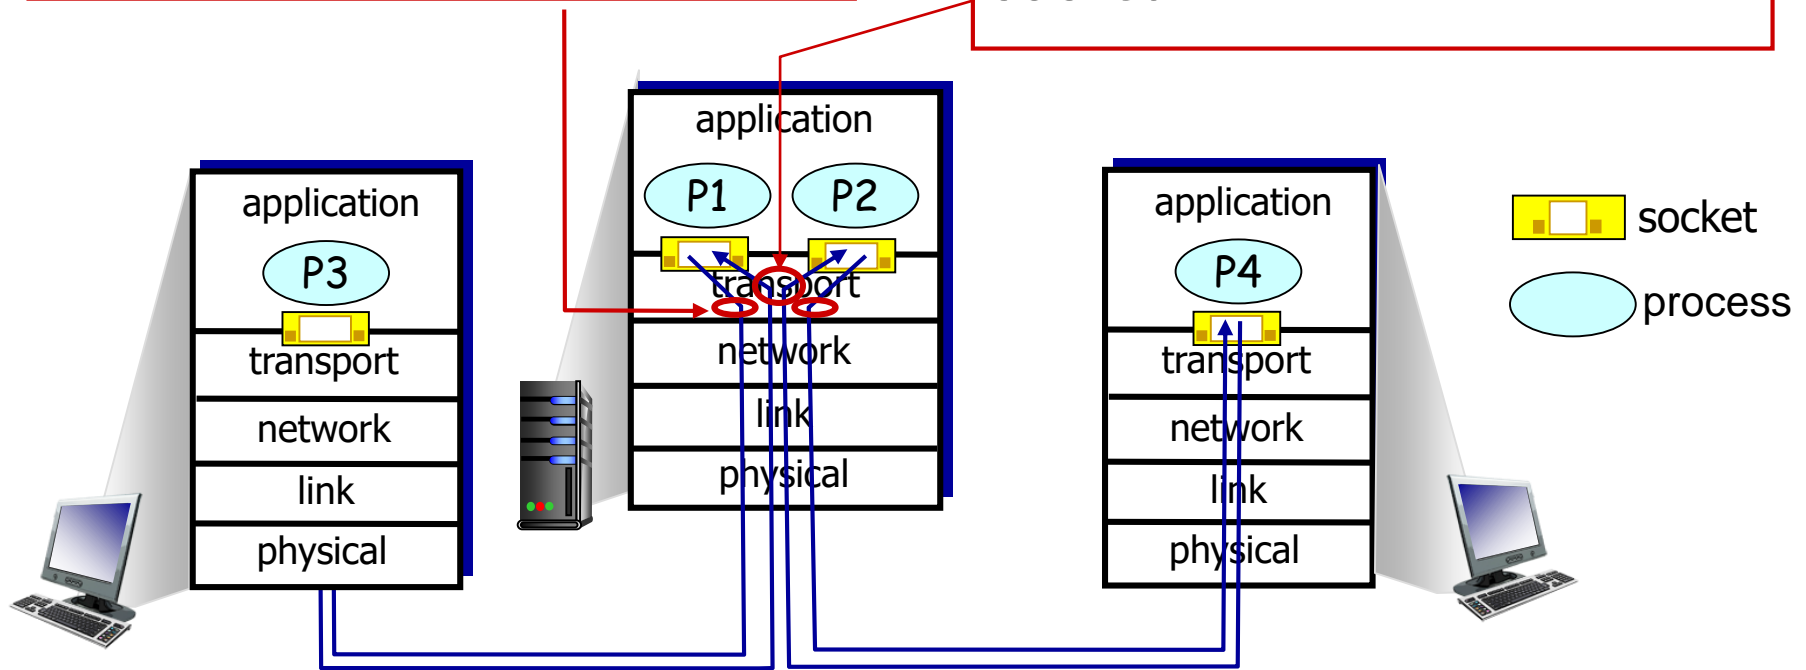 application
P1
P2
transport
network
link
physical
application
P3
transport
network
link
physical
application
P4
transport
network
link
physical
socket
process